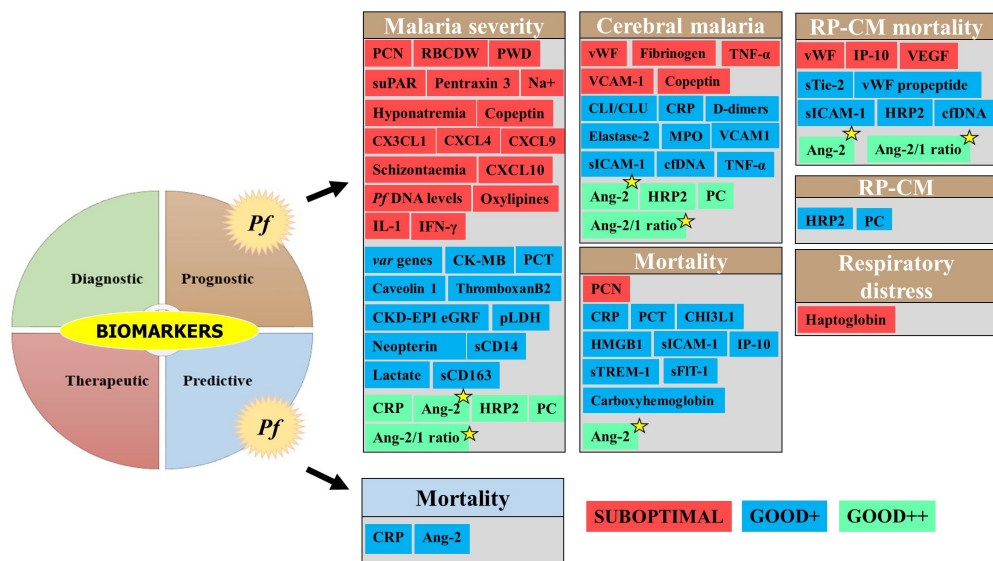 Diagnostic
Prognostic
Pf
BIOMARKERS
Therapeutic
Predictive
Pf
Malaria severity
PCN RBCDW PWD
suPAR Pentraxin 3 Na+
Hyponatremia Copeptin
CX3CL1 CXCL4 CXCL9
Schizontaemia CXCL10
Pf DNA levels Oxylipines
IL-1 IFN-γ
var genes CK-MB PCT
Caveolin 1 ThromboxanB2
CKD-EPI eGRF pLDH
Neopterin sCD14
Lactate sCD163
CRP Ang-2 HRP2 PC
Ang-2/1 ratio
Cerebral malaria
vWF Fibrinogen TNF-α
VCAM-1 Copeptin
CLI/CLU CRP D-dimers
Elastase-2 MPO VCAM1
sICAM-1 cfDNA TNF-α
Ang-2 HRP2 PC
Ang-2/1 ratio
Mortality
PCN
CRP PCT CHI3L1
HMGB1 sICAM-1 IP-10
sTREM-1 sFlT-1
Carboxyhemoglobin
Ang-2
RP-CM mortality
vWF IP-10 VEGF
sTie-2 vWF propeptide
sICAM-1 HRP2 cfDNA
Ang-2 Ang-2/1 ratio
RP-CM
HRP2 PC
Respiratory
distress
Haptoglobin
Mortality
CRP Ang-2
SUBOPTIMAL GOOD+ GOOD++